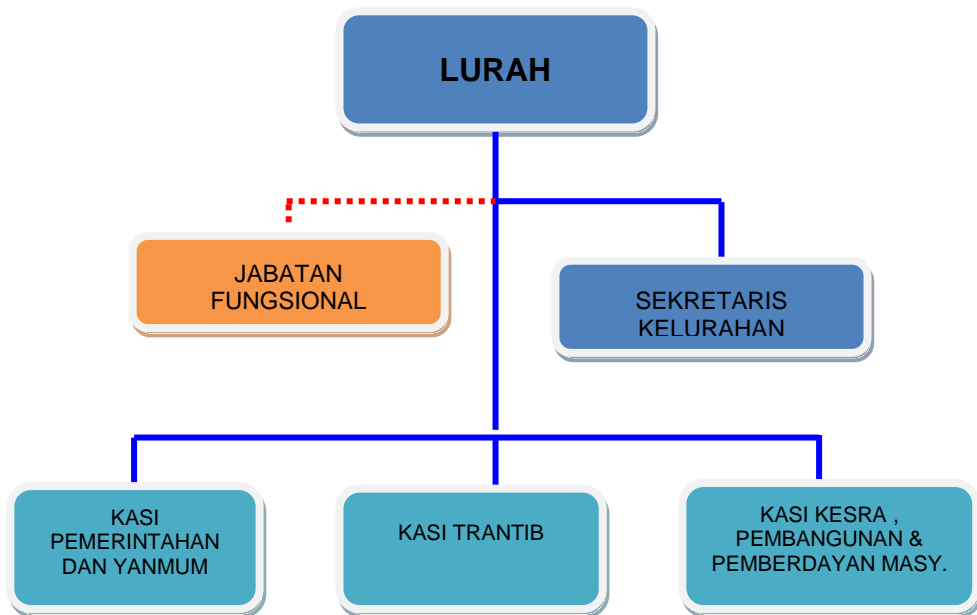 LURAH
JABATAN
FUNGSIONAL
SEKRETARIS
KELURAHAN
KASI
PEMERINTAHAN
DAN YANMUM
KASI TRANTIB
KASI KESRA ,
PEMBANGUNAN &
PEMBERDAYAN MASY.